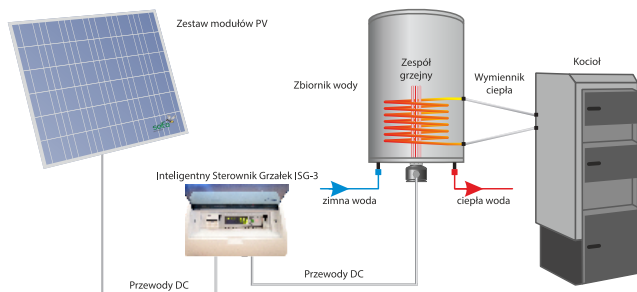 Zestaw modułów PV
Kocioł
Zespół
grzejny
Wymiennik
ciepła
Zbiornik wody
Inteligentny Sterownik Grzałek ISG-3
zimna woda
ciepła woda
Przewody DC
Przewody DC